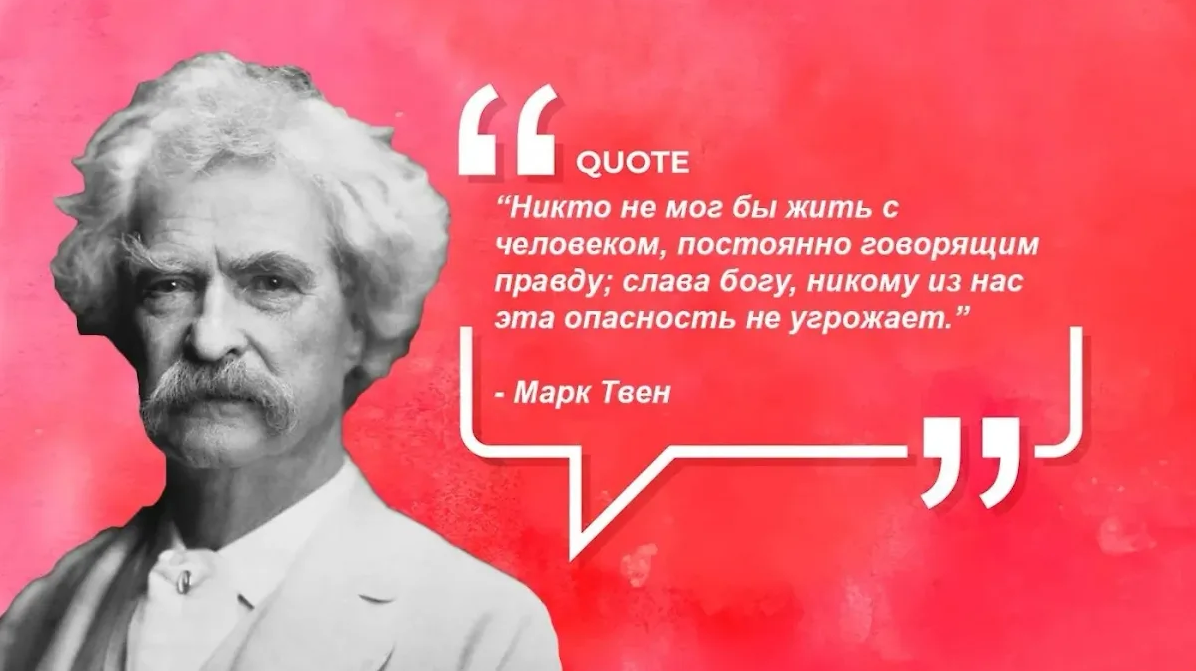 QUOTE
“Никто не мог бы жить с
человеком, постоянно говорящим
правду; слава богу, никому из нас
эта опасность не угрожает.”
- Марк Твен